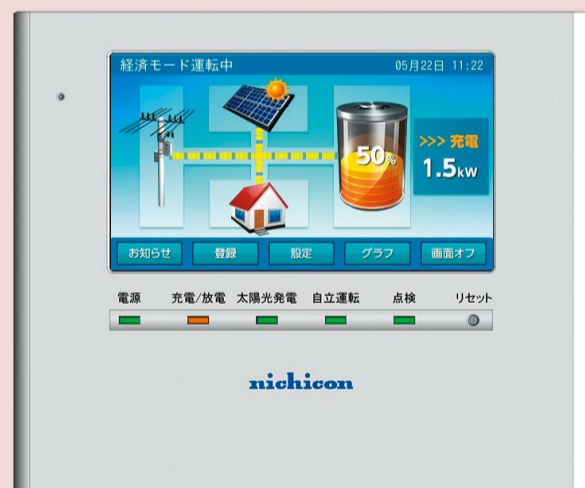 経済モード運転中 05月22日 11:22
>>> 充電
50%
1.5kW
お知らせ 登録 設定 グラフ 画面オフ
電源 充電/放電 太陽光発電 自立運転 点検 リセット
nichicon